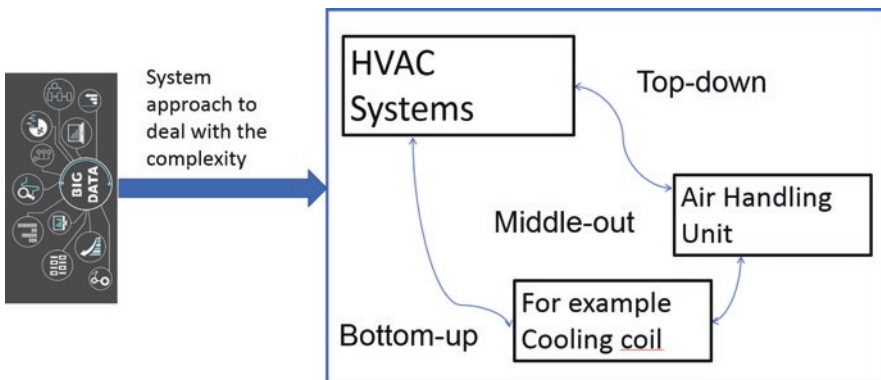 System
approach to
deal with the
complexity
BIG
DATA
HVAC
Systems
Top-down
Air Handling
Unit
Middle-out
For example
Cooling coil
Bottom-up